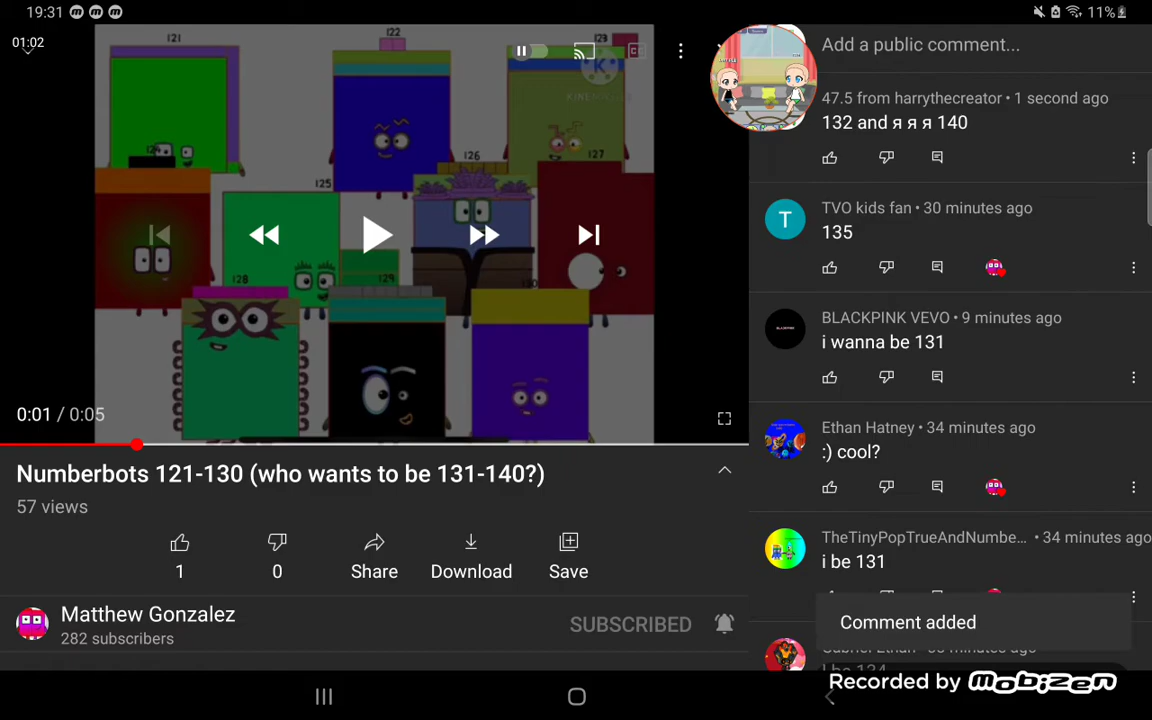 19:31
11%
01:02
121
122
123
KINEMAS
125
126
127
128
129
130
0:01 / 0:05
Numberbots 121-130 (who wants to be 131-140?)
57 views
1
0
Share
Download
Save
Matthew Gonzalez
282 subscribers
SUBSCRIBED
Add a public comment...
47.5 from harrythecreator • 1 second ago
132 and я я я 140
TVO kids fan • 30 minutes ago
T
135
BLACKPINK VEVO • 9 minutes ago
i wanna be 131
Ethan Hatney • 34 minutes ago
:) cool?
TheTinyPopTrueAndNumbe... • 34 minutes ago
i be 131
Comment added
Recorded by mobizen